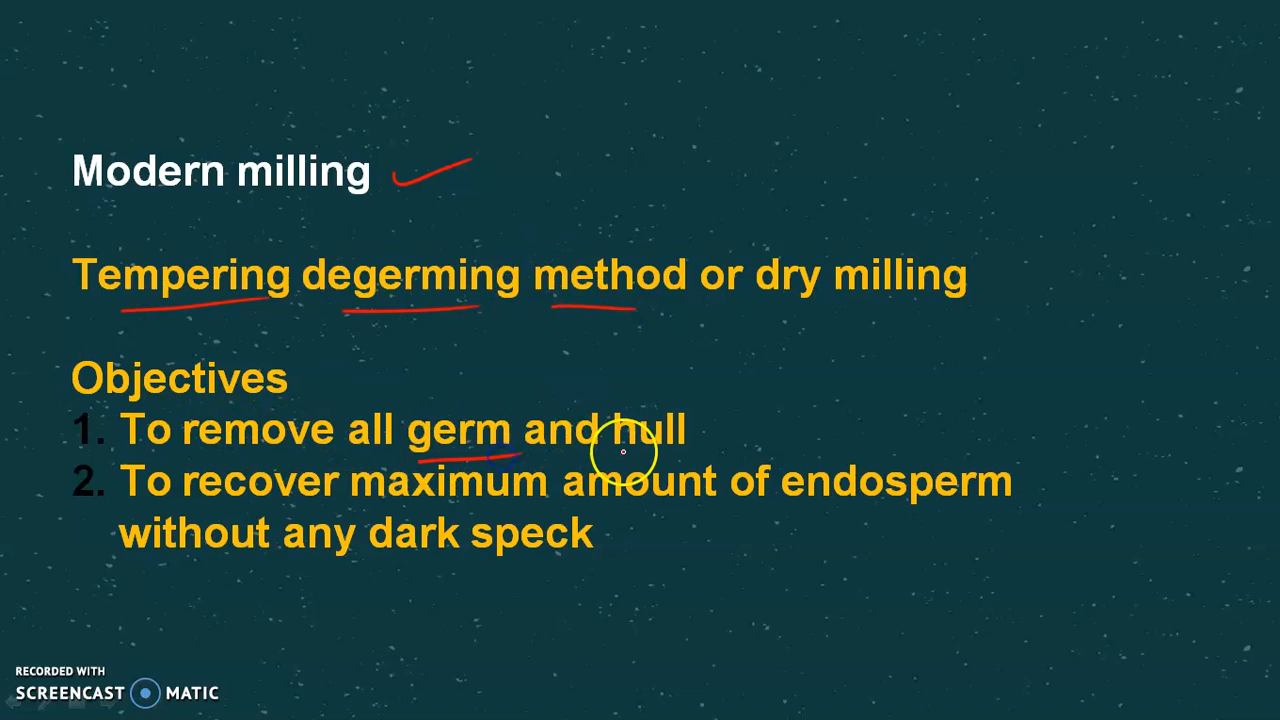 Modern milling
Tempering degerming method or dry milling
Objectives
1. To remove all germ and hull
2. To recover maximum amount of endosperm
without any dark speck
RECORDED WITH
SCREENCAST MATIC